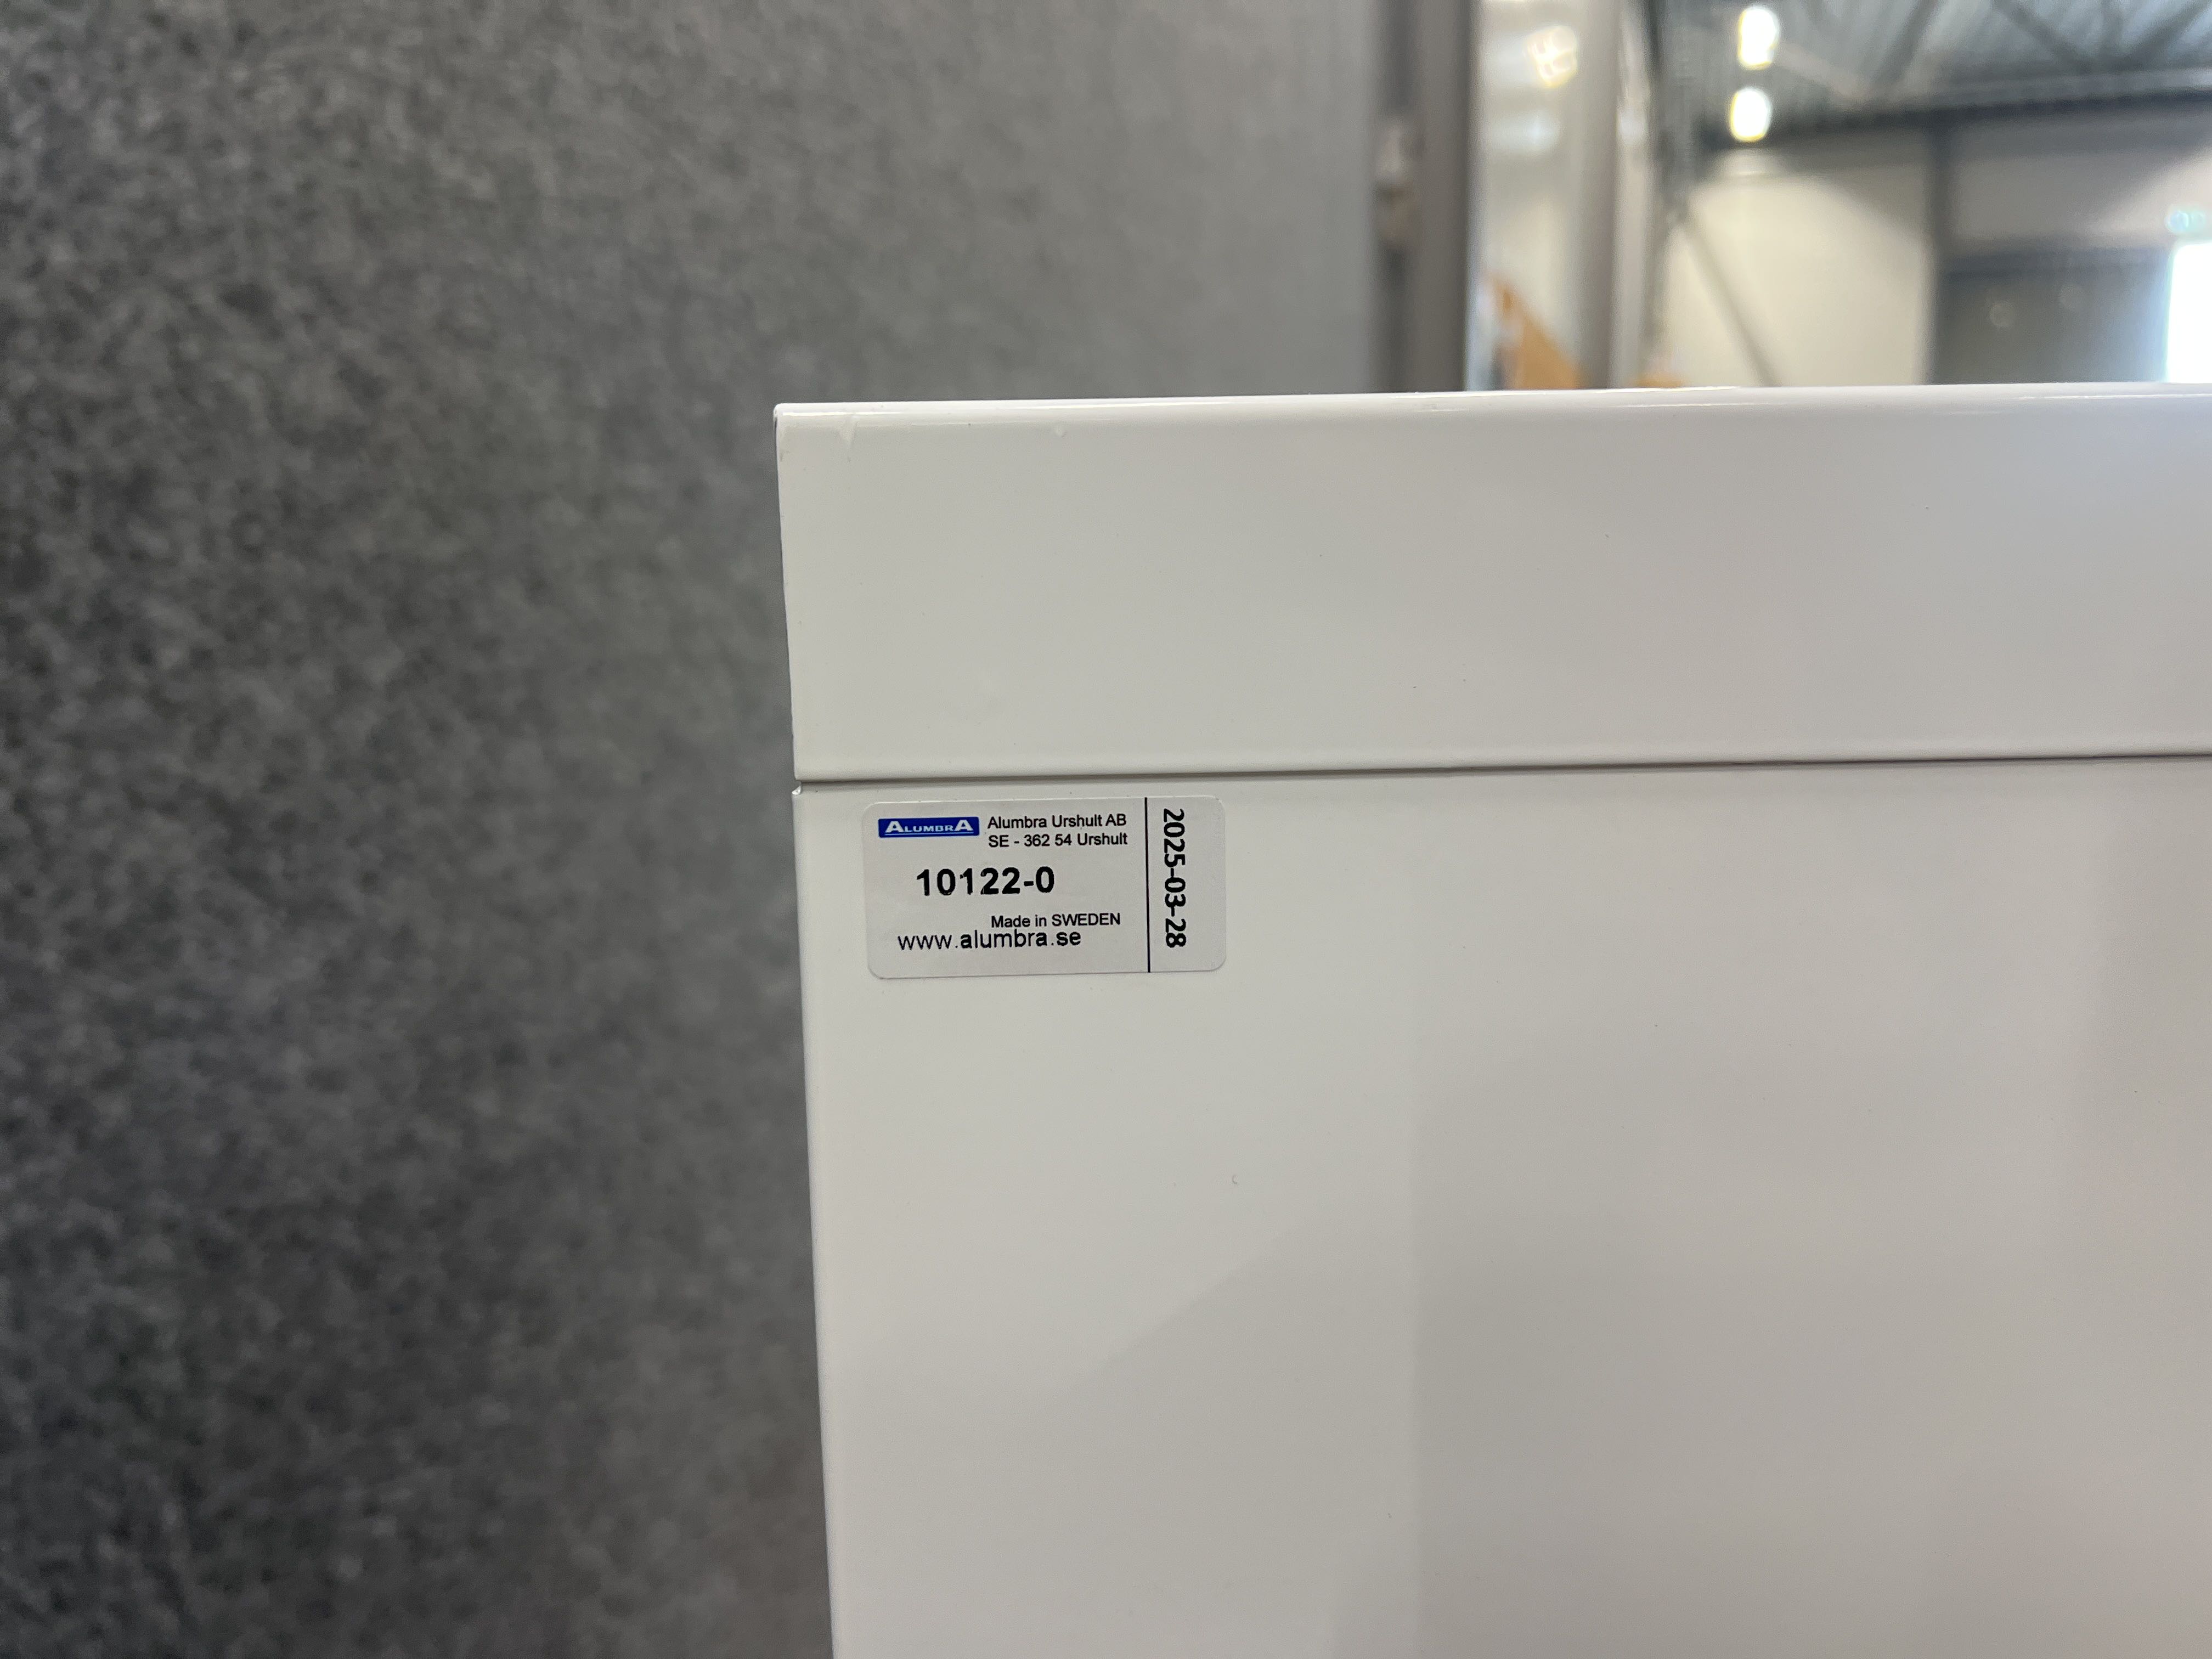 ALUMBRA
Alumbra Urshult AB
SE - 362 54 Urshult
10122-0
Made in SWEDEN
www.alumbra.se
2025-03-28